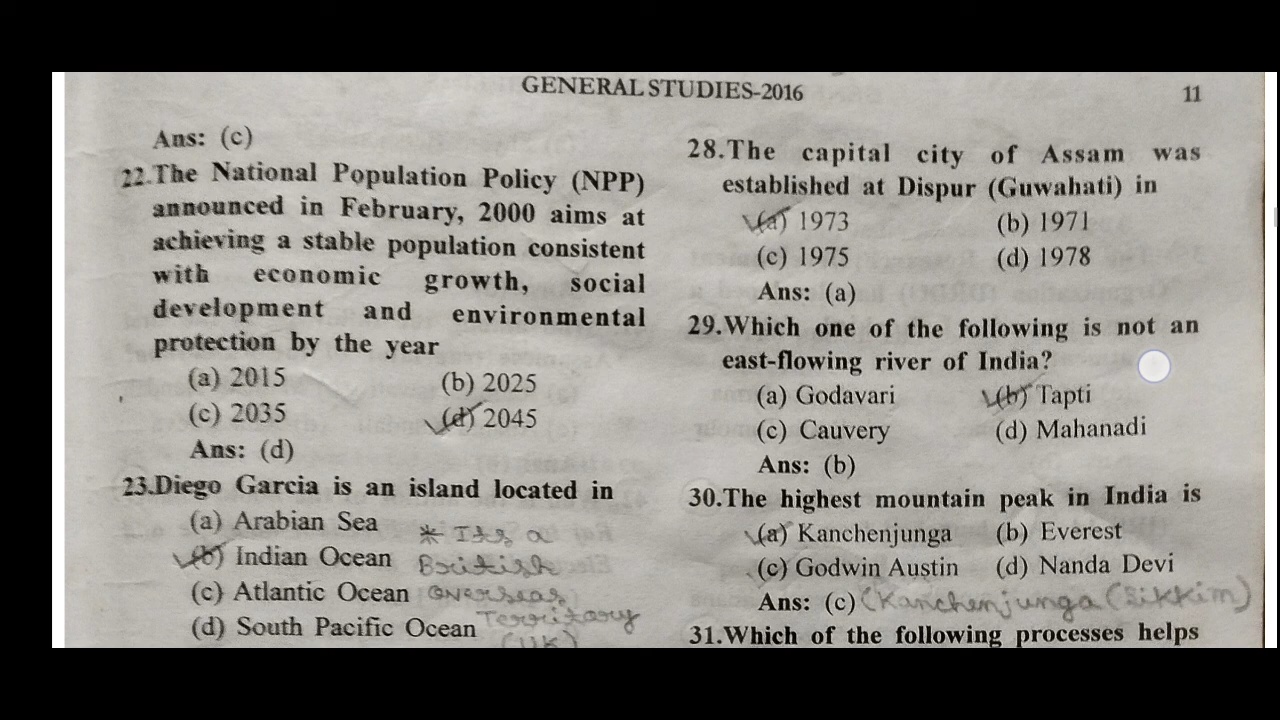 GENERAL STUDIES-2016
11
Ans: (c)
22.The National Population Policy (NPP)
announced in February, 2000 aims at
achieving a stable population consistent
with economic growth, social
development and environmental
protection by the year
(a) 2015 (b) 2025
(c) 2035 (d) 2045
Ans: (d)
23.Diego Garcia is an island located in
(a) Arabian Sea * Its a
(b) Indian Ocean British
(c) Atlantic Ocean Overseas
(d) South Pacific Ocean Territory
(UK)
28.The capital city of Assam was
established at Dispur (Guwahati) in
(a) 1973 (b) 1971
(c) 1975 (d) 1978
Ans: (a)
29.Which one of the following is not an
east-flowing river of India?
(a) Godavari (b) Tapti
(c) Cauvery (d) Mahanadi
Ans: (b)
30.The highest mountain peak in India is
(a) Kanchenjunga (b) Everest
(c) Godwin Austin (d) Nanda Devi
Ans: (c) (Kanchenjunga (Sikkim)
31.Which of the following processes helps